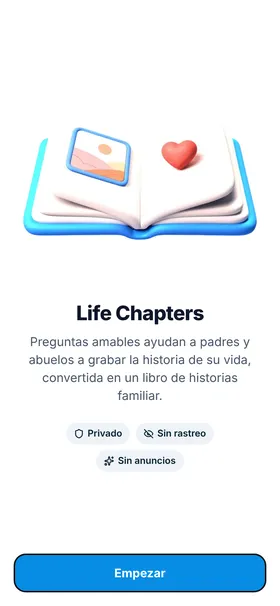 Life Chapters
Preguntas amables ayudan a padres y
abuelos a grabar la historia de su vida,
convertida en un libro de historias
familiar.
Privado
Sin rastreo
Sin anuncios
Empezar